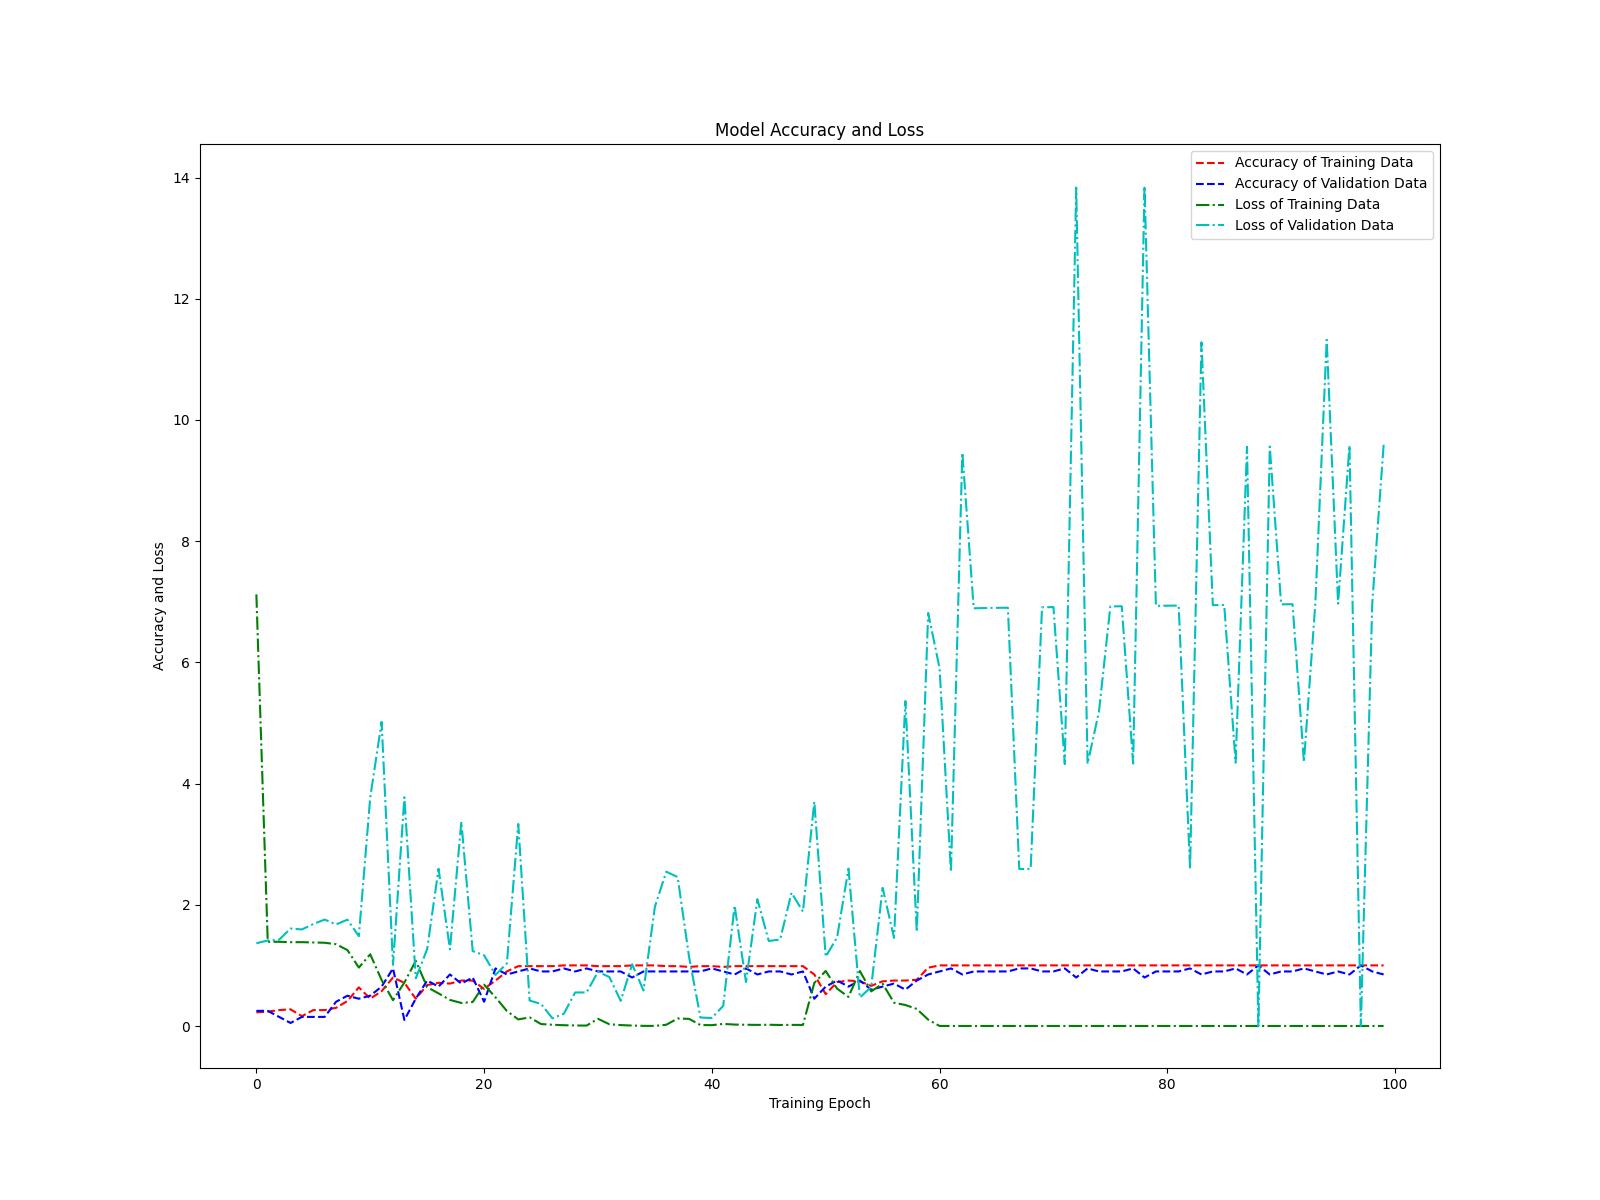 Model Accuracy and Loss
Accuracy of Training Data
Accuracy of Validation Data
Loss of Training Data
Loss of Validation Data
14
12
10
8
6
4
2
0
Accuracy and Loss
0 20 40 60 80 100
Training Epoch